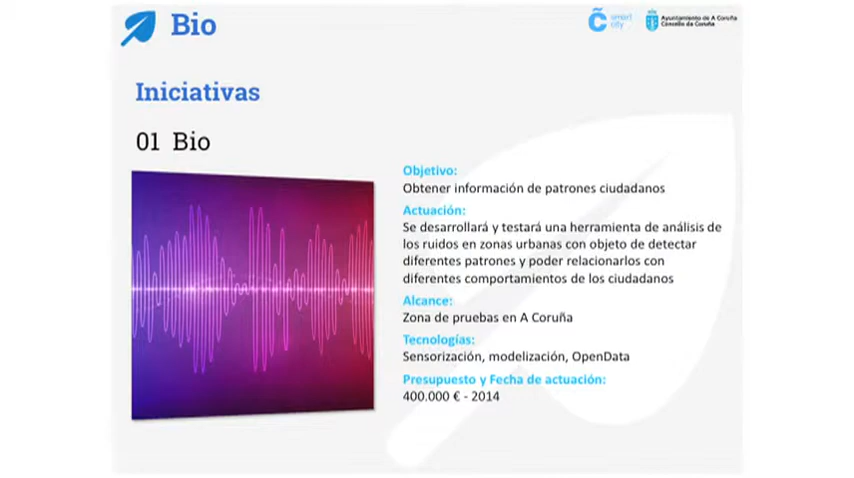 Bio
smart
city
Ayuntamiento de A Coruña
Concello da Coruña
Iniciativas
01 Bio
Objetivo:
Obtener información de patrones ciudadanos
Actuación:
Se desarrollará y testará una herramienta de análisis de
los ruidos en zonas urbanas con objeto de detectar
diferentes patrones y poder relacionarlos con
diferentes comportamientos de los ciudadanos
Alcance:
Zona de pruebas en A Coruña
Tecnologías:
Sensorización, modelización, OpenData
Presupuesto y Fecha de actuación:
400.000 € - 2014